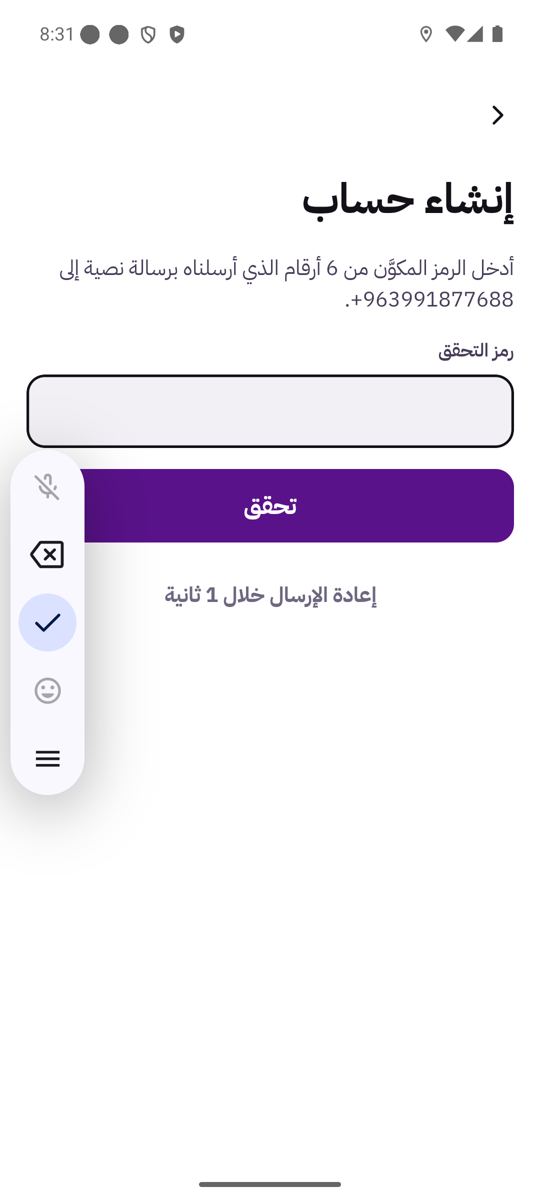 8:31
إنشاء حساب
أدخل الرمز المكوَّن من 6 أرقام الذي أرسلناه برسالة نصية إلى
963991877688+.
رمز التحقق
تحقق
إعادة الإرسال خلال 1 ثانية